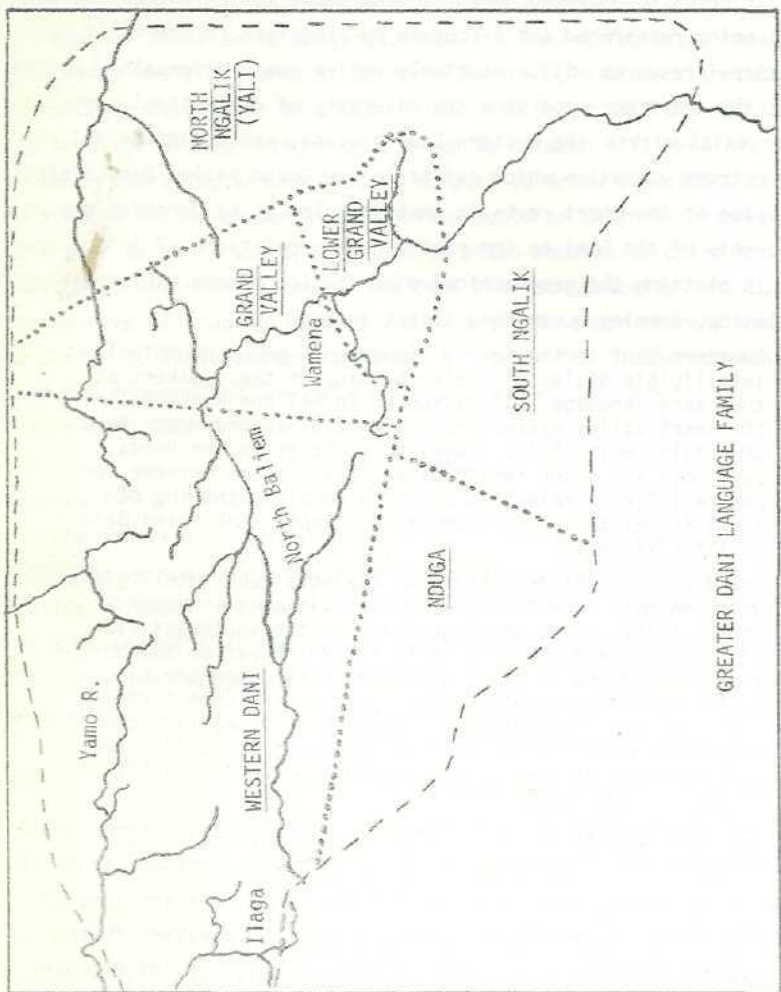 NORTH
NGALIK
(YALI)
GRAND
VALLEY
LOWER
GRAND
VALLEY
Wamena
SOUTH NGALIK
North Baliem
NDUGA
Yamo R.
WESTERN DANI
Ilaga
GREATER DANI LANGUAGE FAMILY